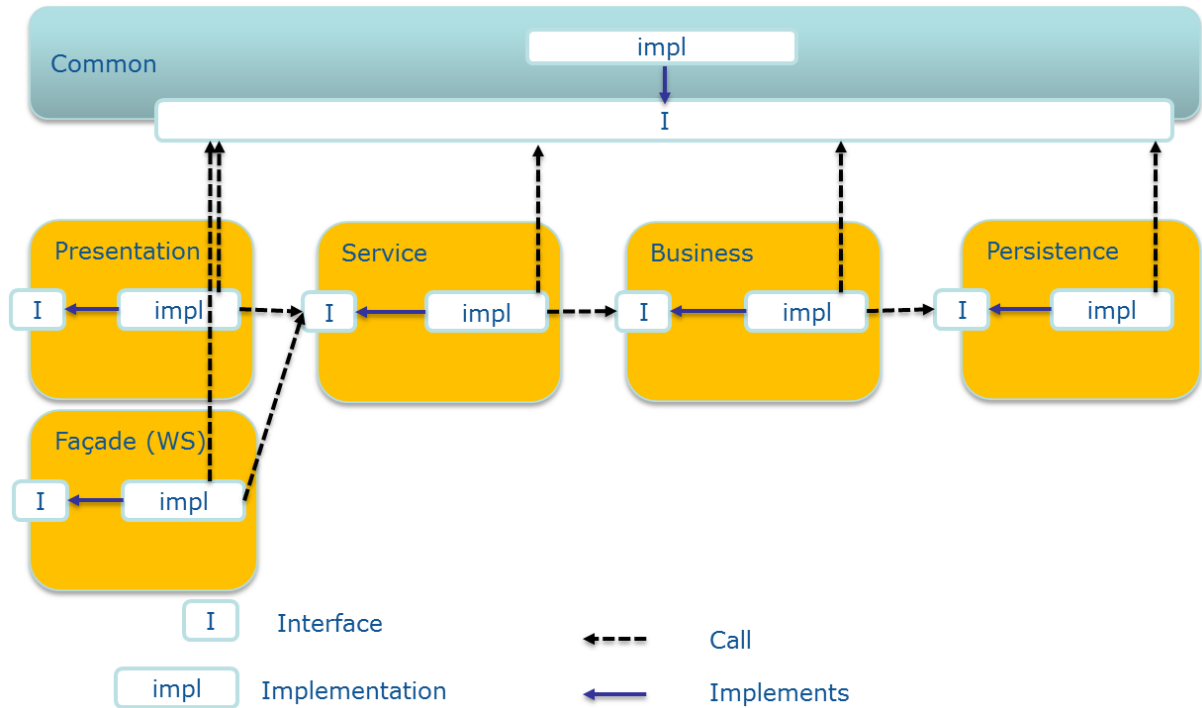 impl
Common
I
Presentation
Service
Business
Persistence
I
impl
I
impl
I
impl
I
impl
Façade (WS)
I
impl
I
Interface
Call
impl
Implementation
Implements